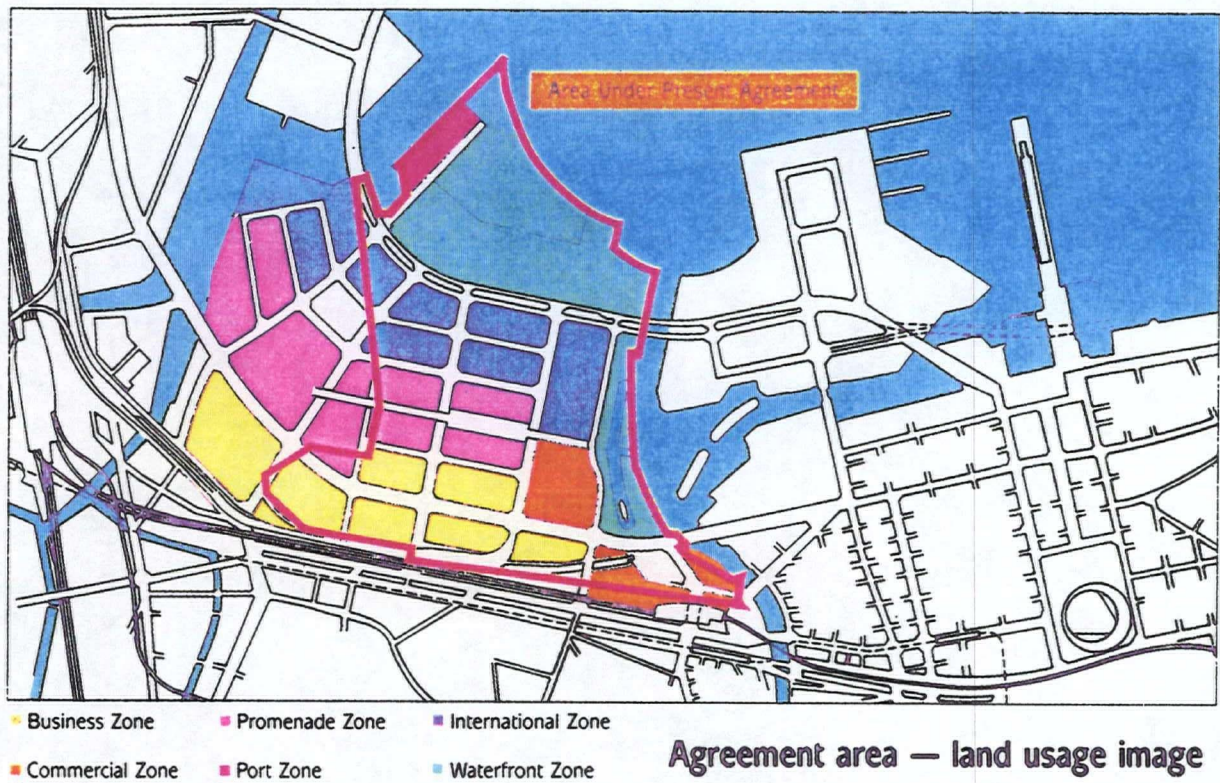 Area Under Present Agreement
Business Zone
Promenade Zone
International Zone
Commercial Zone
Port Zone
Waterfront Zone
Agreement area — land usage image